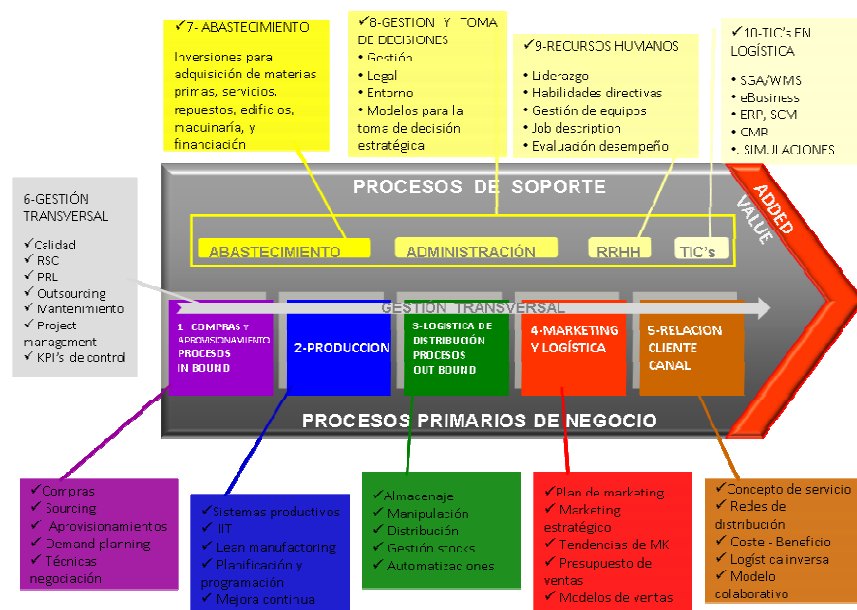 ✓7- ABASTECIMIENTO
Inversiones para
adquisición de materias
primas, servicios,
repuestos, edificios,
maquinaría, y
financiación
✓8-GESTION Y TOMA
DE DECISIONES
• Gestión
• Legal
• Entorno
• Modelos para la
toma de decisión
estratégica
✓9-RECURSOS HUMANOS
• Liderazgo
• Habilidades directivas
• Gestión de equipos
• Job description
• Evaluación desempeño
✓10-TIC's EN
LOGÍSTICA
• SGA/WMS
• eBusiness
• ERP, SCM
• CMR
• .SIMULACIONES
6-GESTIÓN
TRANSVERSAL
✓Calidad
✓ RSC
✓ PRL
✓ Outsourcing
✓ Mantenimiento
✓ Project
management
✓ KPI's de control
PROCESOS DE SOPORTE
ADDED
VALUE
ABASTECIMIENTO
ADMINISTRACIÓN
RRHH
TIC's
GESTIÓN TRANSVERSAL
1- COMPRAS Y
APROVISIONAMIENTO
PROCESOS
IN BOUND
2-PRODUCCION
3-LOGISTICA DE
DISTRIBUCIÓN
PROCESOS
OUT BOUND
4-MARKETING
Y LOGÍSTICA
5-RELACION
CLIENTE
CANAL
PROCESOS PRIMARIOS DE NEGOCIO
✓Compras
✓ Sourcing
✓ Aprovisionamientos
✓ Demand planning
✓ Técnicas
negociación
✓Sistemas productivos
✓ JIT
✓ Lean manufacturing
✓ Planificación y
programación
✓ Mejora continua
✓Almacenaje
✓ Manipulación
✓ Distribución
✓ Gestión stocks
✓ Automatizaciones
✓Plan de marketing
✓ Marketing
estratégico
✓ Tendencias de MK
✓ Presupuesto de
ventas
✓ Modelos de ventas
✓Concepto de servicio
✓ Redes de
distribución
✓ Coste - Beneficio
✓ Logística inversa
✓ Modelo
colaborativo